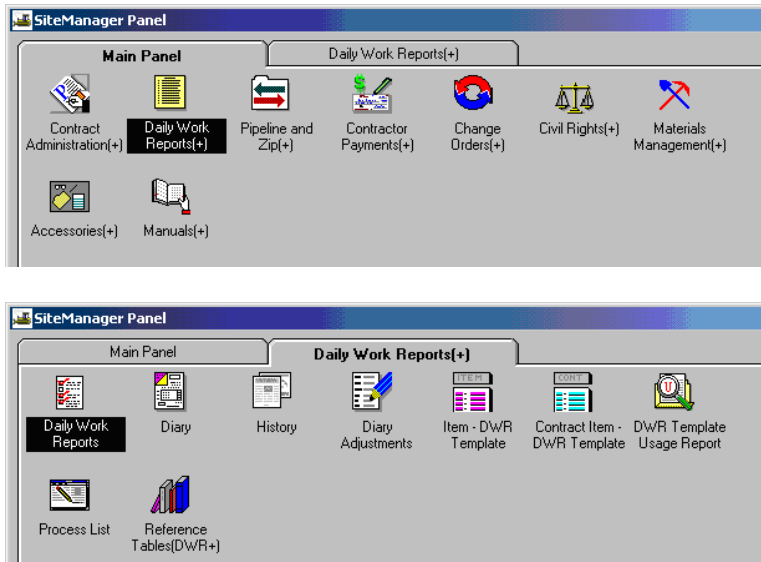 SiteManager Panel
Main Panel
Daily Work Reports(+)
Contract
Administration(+)
Daily Work
Reports(+)
Pipeline and
Zip(+)
Contractor
Payments(+)
Change
Orders(+)
Civil Rights(+)
Materials
Management(+)
Accessories(+)
Manuals(+)
SiteManager Panel
Main Panel
Daily Work Reports(+)
Daily Work
Reports
Diary
History
Diary
Adjustments
ITEM
Item - DWR
Template
CONT
Contract Item -
DWR Template
U
DWR Template
Usage Report
Process List
Reference
Tables(DWR+)